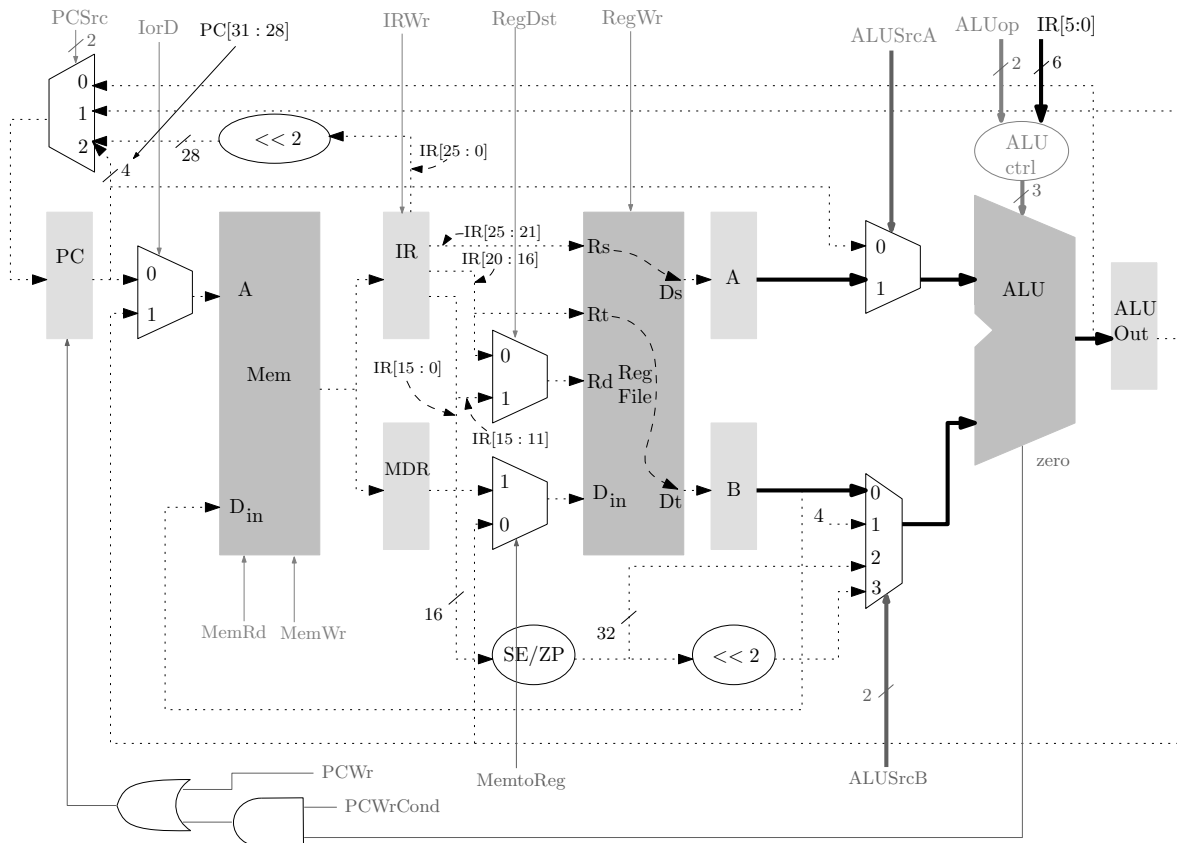 PCSrc
2
IorD
PC[31 : 28]
IRWr
RegDst
RegWr
ALUSrcA
ALUop
IR[5:0]
2
6
0
1
2
<< 2
28
4
IR[25 : 0]
ALU
ctrl
3
PC
0
1
A
Mem
D in
MemRd
MemWr
IR
IR[25 : 21]
IR[20 : 16]
IR[15 : 0]
0
1
IR[15 : 11]
MDR
1
0
Rs
Ds
Rt
Rd
Reg
File
D in
Dt
A
B
0
1
ALU
ALU
Out
zero
4
0
1
2
3
16
32
SE/ZP
<< 2
2
MemtoReg
ALUSrcB
PCWr
PCWrCond